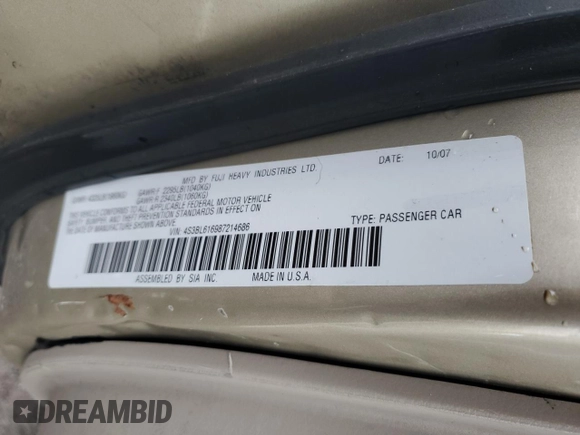 MFD BY FUJI HEAVY INDUSTRIES LTD.
DATE: 10/07
GAWR/F 2295LB(1040KG)
GAWR/R 2340LB(1060KG)
THIS VEHICLE CONFORMS TO ALL APPLICABLE FEDERAL MOTOR VEHICLE
SAFETY, BUMPER, AND THEFT PREVENTION STANDARDS IN EFFECT ON
THE DATE OF MANUFACTURE SHOWN ABOVE.
VIN: 4S3BL616987214686
TYPE: PASSENGER CAR
ASSEMBLED BY SIA INC.
MADE IN U.S.A.
DREAMBID